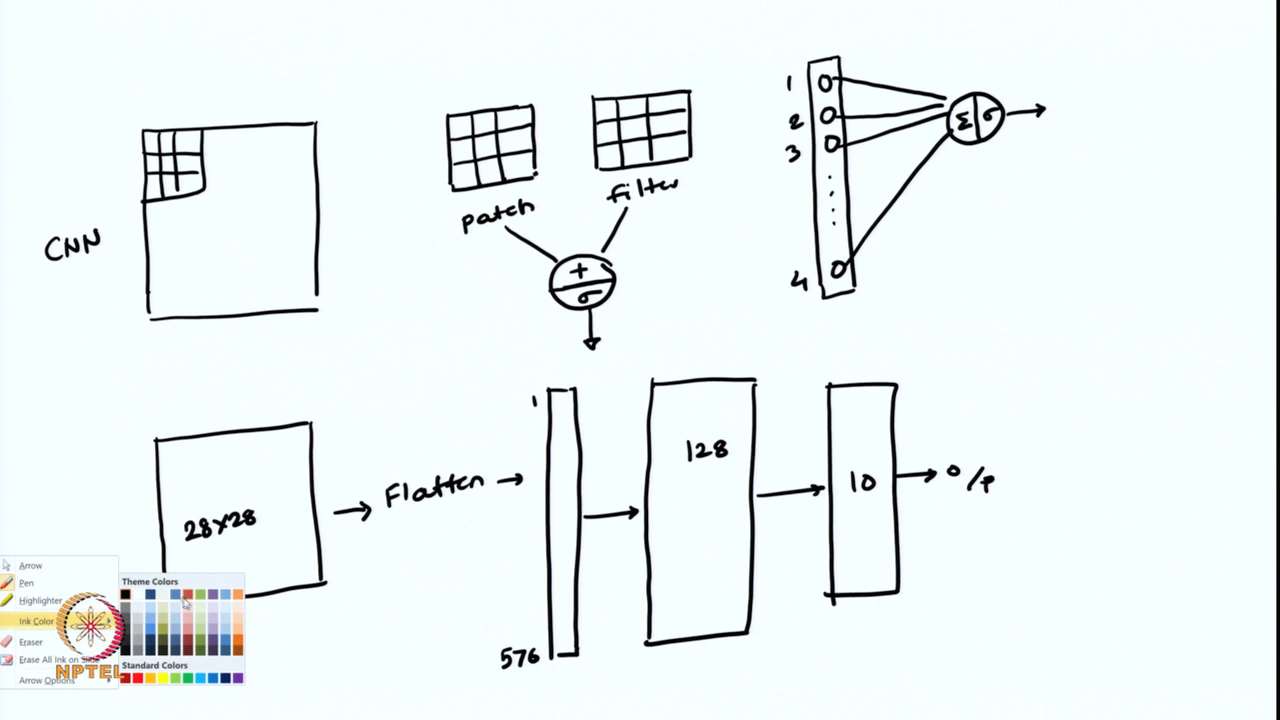 CNN
patch
filter
+
σ
1
2
3
4
Σ σ
28x28
Flatten
1
576
128
10
o/p
Arrow
Pen
Highlighter
Ink Color
Eraser
Erase All Ink on Slide
Arrow Options
Theme Colors
Standard Colors
NPTEL